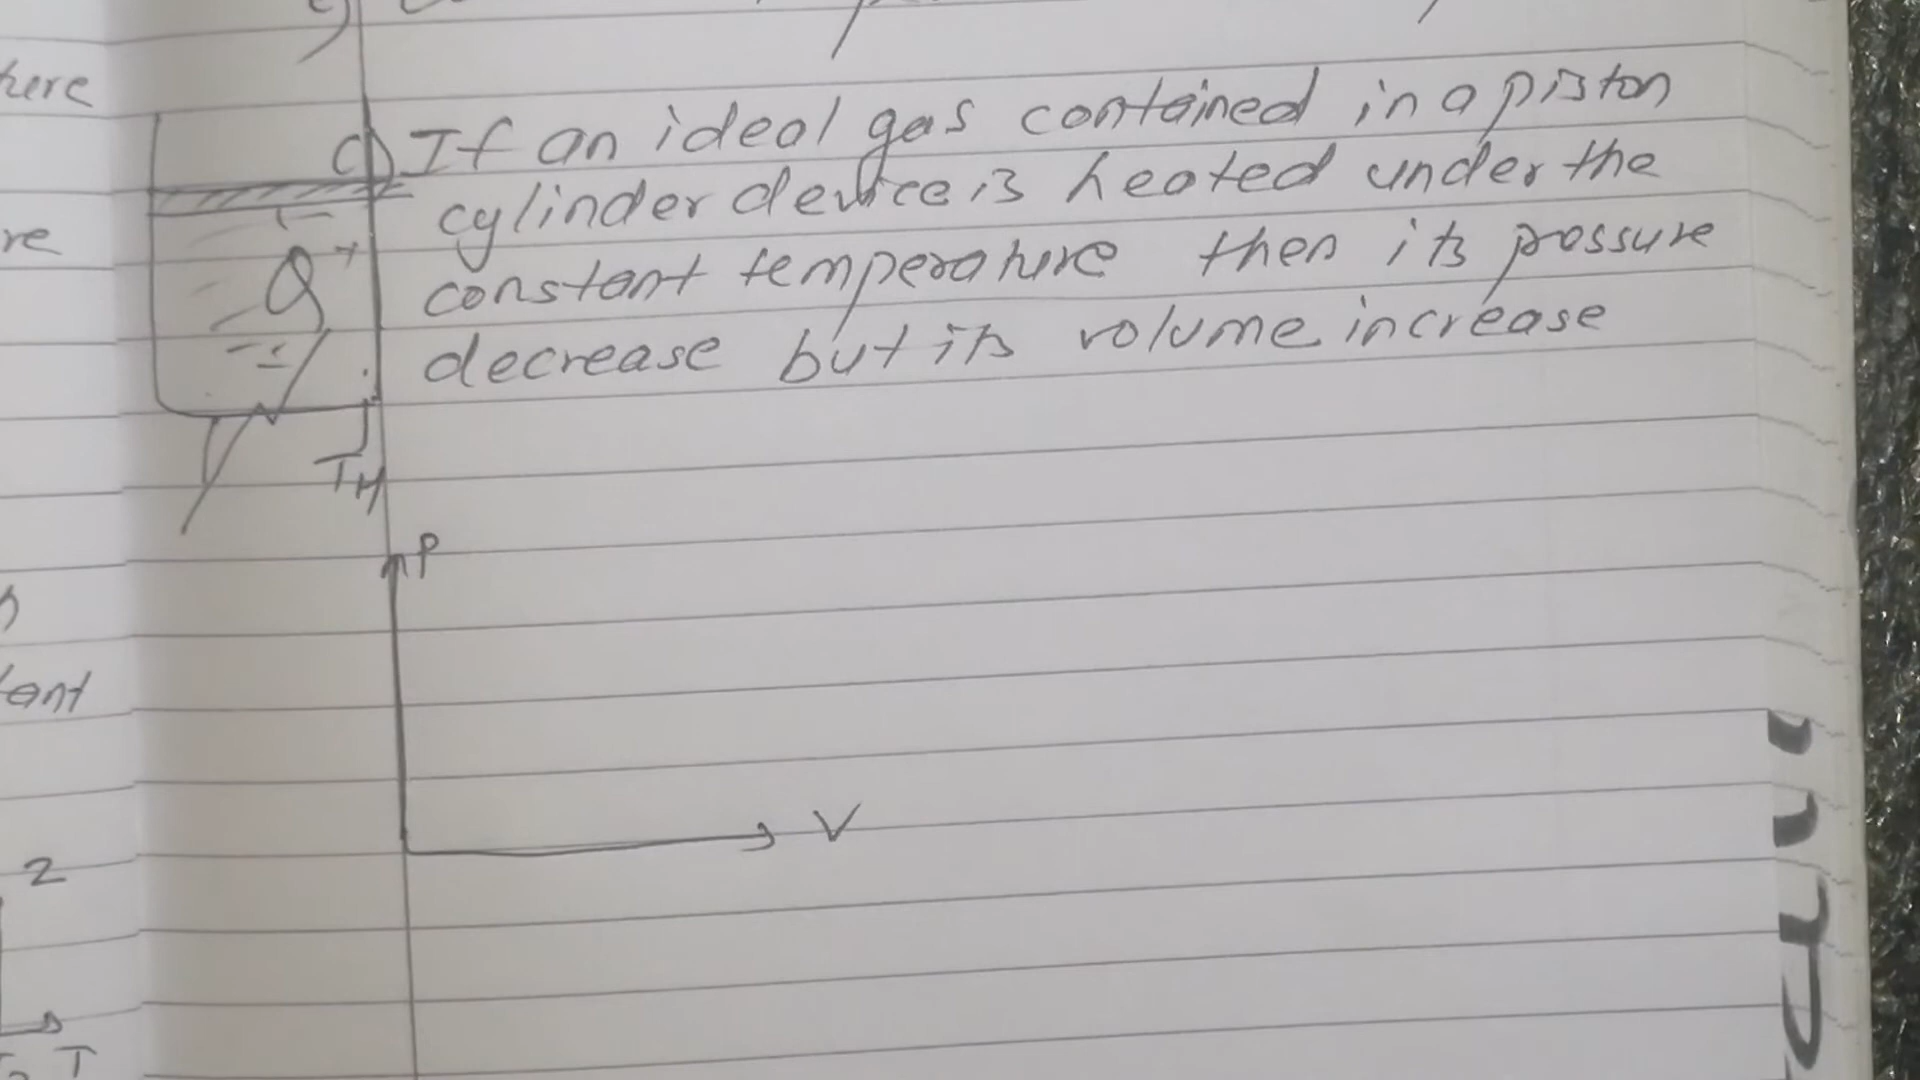 here
c) If an ideal gas contained in a piston
cylinder device is heated under the
re
constant temperature then its pressure
decrease but its volume increase
Q
TH
P
tant
V
2
T